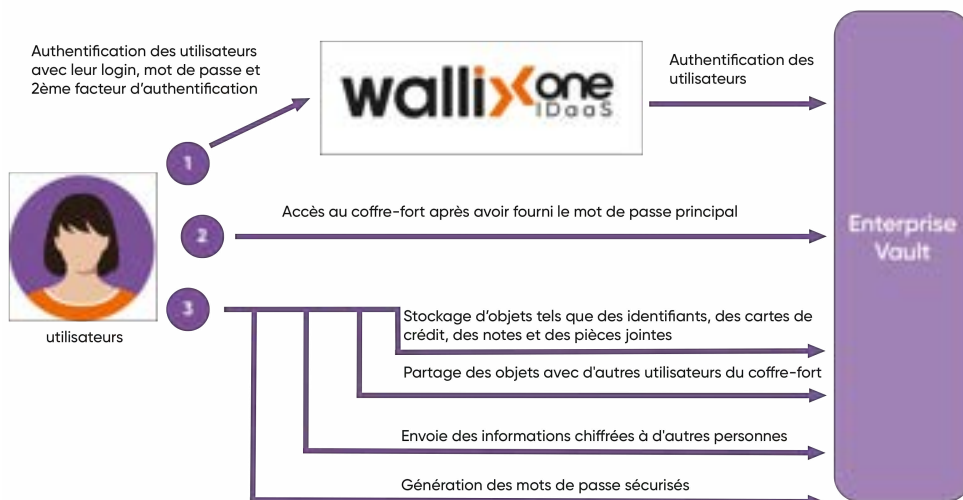 Authentification des utilisateurs
avec leur login, mot de passe et
2ème facteur d'authentification
wallix one
IDaaS
Authentification des
utilisateurs
1
Accès au coffre-fort après avoir fourni le mot de passe principal
2
Enterprise
Vault
3
utilisateurs
Stockage d'objets tels que des identifiants, des cartes de
crédit, des notes et des pièces jointes
Partage des objets avec d'autres utilisateurs du coffre-fort
Envoie des informations chiffrées à d'autres personnes
Génération des mots de passe sécurisés